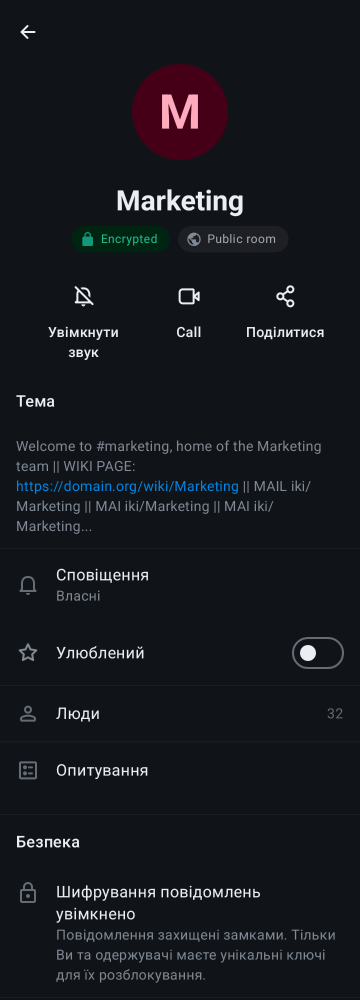 M
Marketing
Encrypted
Public room
Увімкнути
звук
Call
Поділитися
Тема
Welcome to #marketing, home of the Marketing
team || WIKI PAGE:
https://domain.org/wiki/Marketing || MAIL iki/
Marketing || MAI iki/Marketing || MAI iki/
Marketing...
Сповіщення
Власні
Улюблений
Люди
32
Опитування
Безпека
Шифрування повідомлень
увімкнено
Повідомлення захищені замками. Тільки
Ви та одержувачі маєте унікальні ключі
для їх розблокування.